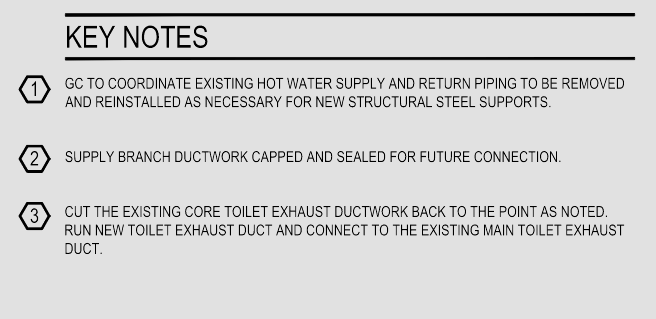 KEY NOTES
1 GC TO COORDINATE EXISTING HOT WATER SUPPLY AND RETURN PIPING TO BE REMOVED
AND REINSTALLED AS NECESSARY FOR NEW STRUCTURAL STEEL SUPPORTS.
2 SUPPLY BRANCH DUCTWORK CAPPED AND SEALED FOR FUTURE CONNECTION.
3 CUT THE EXISTING CORE TOILET EXHAUST DUCTWORK BACK TO THE POINT AS NOTED.
RUN NEW TOILET EXHAUST DUCT AND CONNECT TO THE EXISTING MAIN TOILET EXHAUST
DUCT.